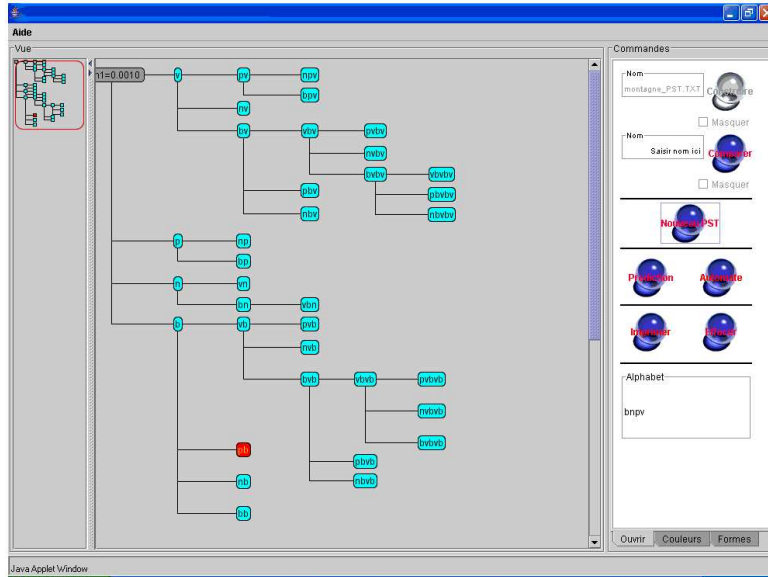 Aide
Vue
Commandes
n1=0.0010 v pv npv
bpv
nv
bv vbv pvbv
nvbv
bvbv vbvbv
pbv pbvbv
nbv nbvbv
p np
bp
n vn
bn vbn
b vb pvb
nvb
bvb vbvb pvbvb
nvbvb
bvbvb
pb pbvb
nb nbvb
bb
Nom
montagne_PST.TXT Construire
Masquer
Nom
Saisir nom ici Comparer
Masquer
Nouveau PST
Prediction Automate
Imprimer Effacer
Alphabet
bnpv
Ouvrir Couleurs Formes
Java Applet Window